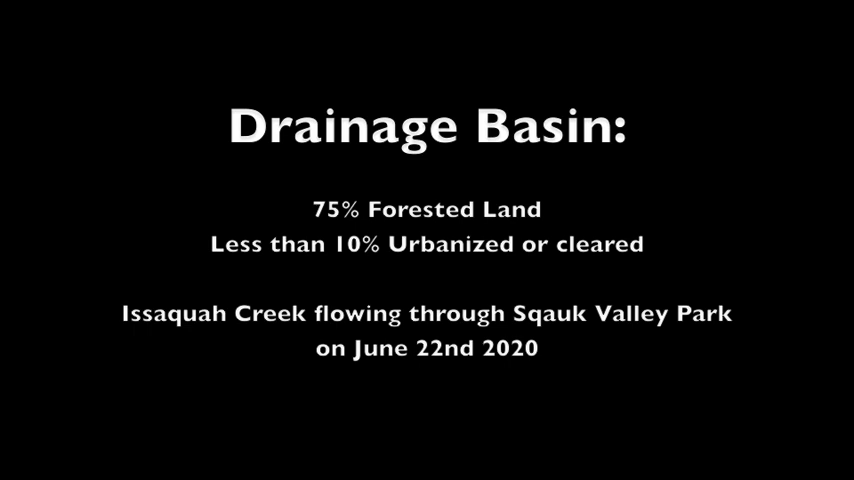 Drainage Basin:
75% Forested Land
Less than 10% Urbanized or cleared
Issaquah Creek flowing through Sqauk Valley Park
on June 22nd 2020